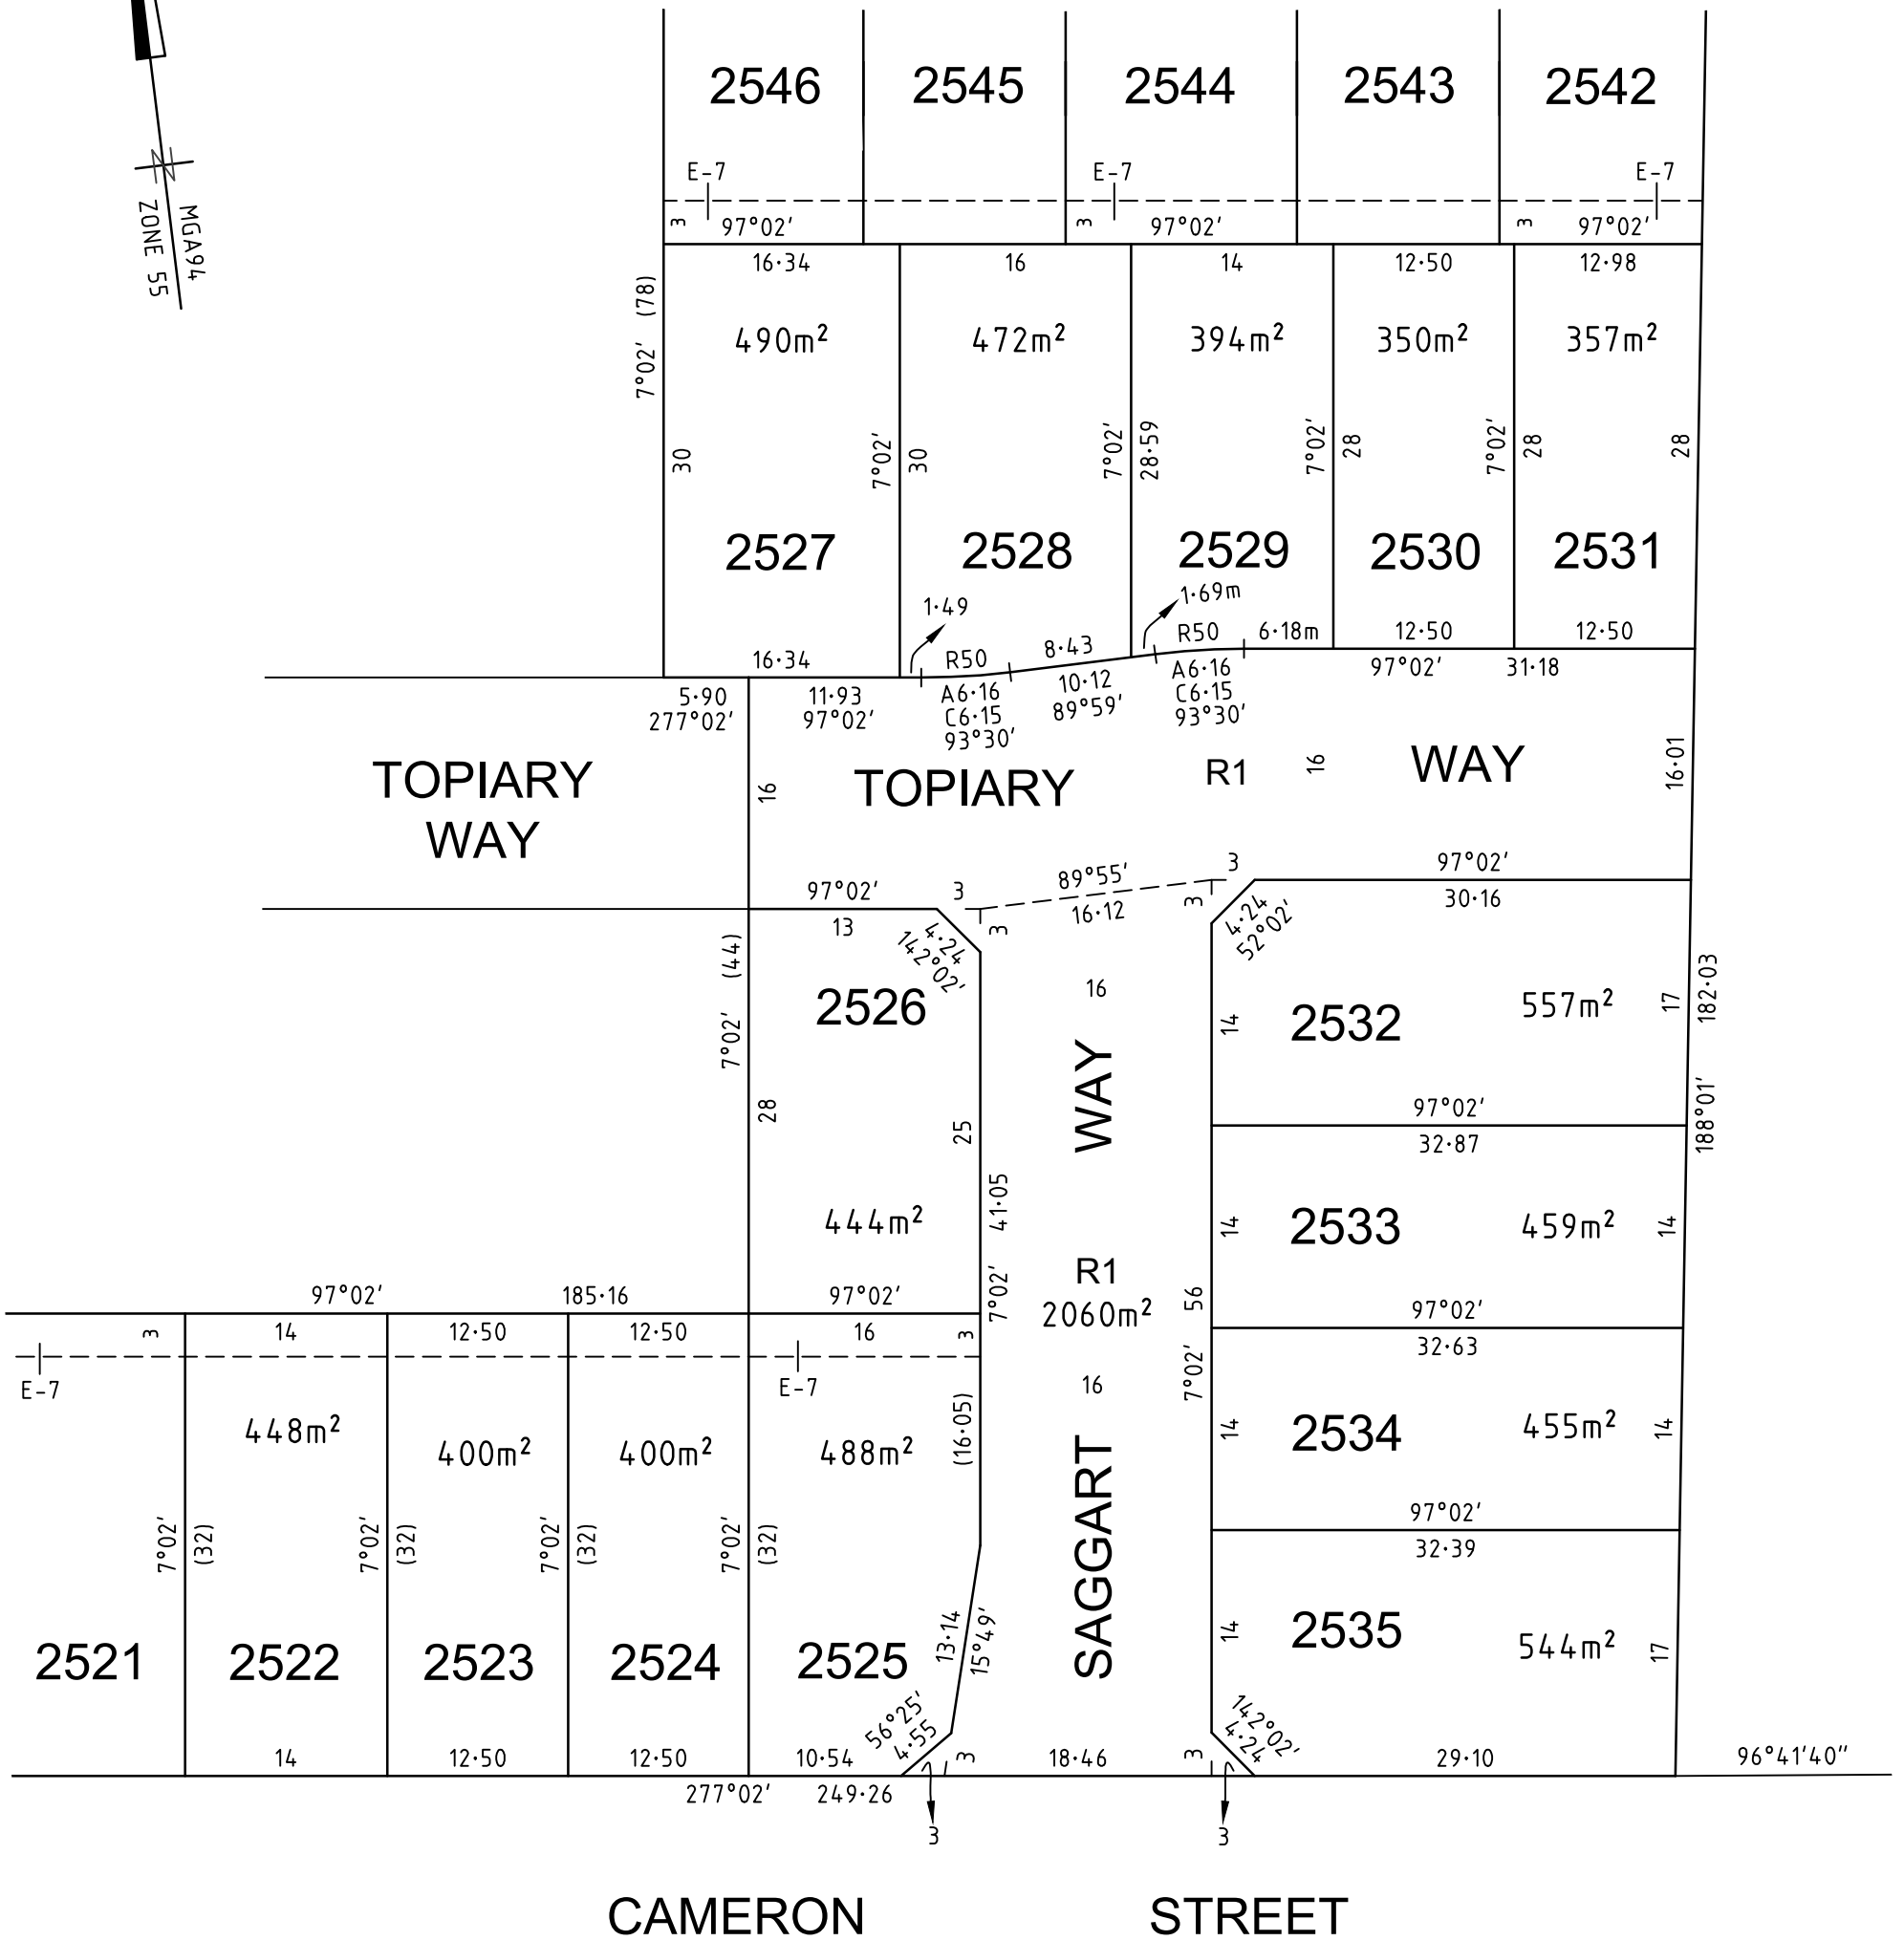 MGA94
ZONE 55
2546 2545 2544 2543 2542
E-7 E-7 E-7
3 97°02' 3 97°02' 3 97°02'
16·34 16 14 12·50 12·98
7°02' (78)
490m² 472m² 394m² 350m² 357m²
30 7°02' 30 7°02' 28·59 7°02' 28 7°02' 28 28
2527 2528 2529 2530 2531
1·49 1·69m
16·34 R50 8·43 R50 6·18m 12·50 12·50
5·90 11·93 A6·16 10·12 A6·16 97°02' 31·18
277°02' 97°02' C6·15 89°59' C6·15
93°30' 93°30'
TOPIARY
WAY
16 TOPIARY R1 16 WAY 16·01
97°02' 3 89°55' 3 97°02'
13 3 16·12 3 30·16
4·24
142°02'
4·24
52°02'
7°02' (44)
2526 16 14 2532 557m² 17 182·03
28 25 WAY 97°02' 188°01'
32·87
41·05
444m² 14 2533 459m² 14
R1
97°02' 185·16 97°02' 7°02' 2060m² 56 97°02'
3 14 12·50 12·50 16 3 32·63
E-7 E-7 16 7°02'
448m² 400m² 400m² 488m² (16·05) 14 2534 455m² 14
SAGGART
97°02'
7°02' (32) 7°02' (32) 7°02' (32) 7°02' (32) 32·39
2521 2522 2523 2524 2525 13·14 15°49' 14 2535 544m² 17
56°25'
4·55
142°02'
4·24
14 12·50 12·50 10·54 3 18·46 3 29·10 96°41'40"
277°02' 249·26
3 3
CAMERON STREET